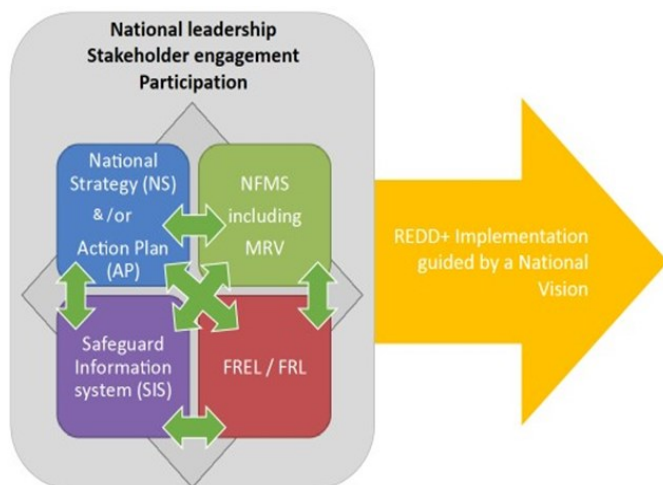 National leadership
Stakeholder engagement
Participation
National
Strategy (NS)
& /or
Action Plan
(AP)
NFMS
including
MRV
Safeguard
Information
system (SIS)
FREL / FRL
REDD+ Implementation
guided by a National
Vision